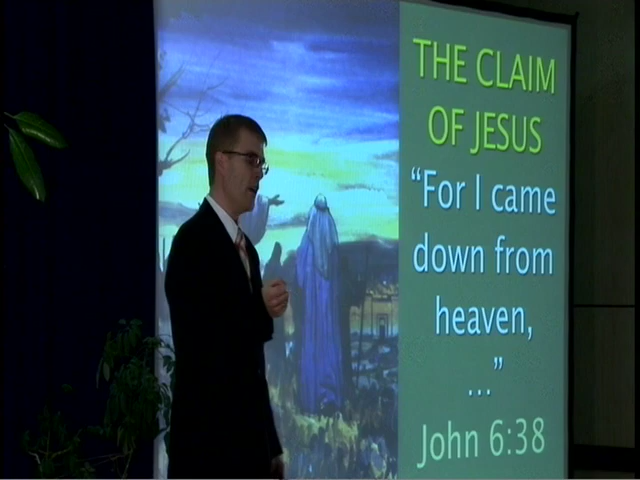 THE CLAIM
OF JESUS
“For I came
down from
heaven,
”
...
John 6:38